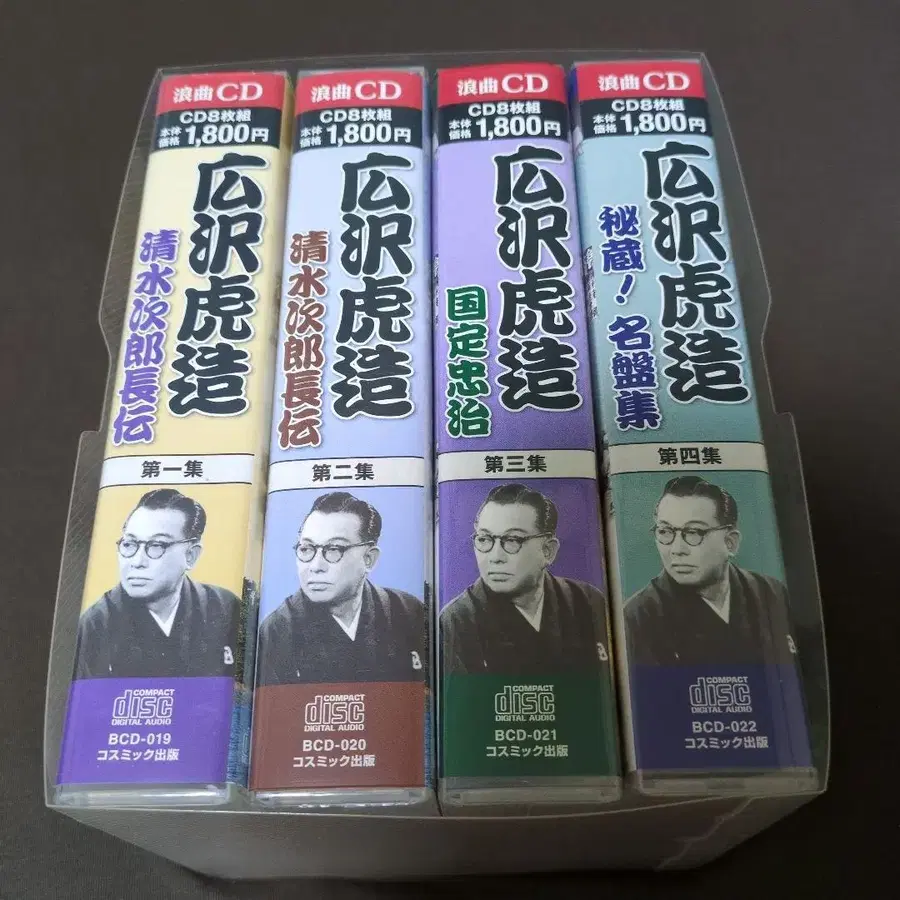 浪曲CD
CD8枚組
本体価格 1,800円
広沢虎造
清水次郎長伝
第一集
COMPACT
disc
DIGITAL AUDIO
BCD-019
コスミック出版
浪曲CD
CD8枚組
本体価格 1,800円
広沢虎造
清水次郎長伝
第二集
COMPACT
disc
DIGITAL AUDIO
BCD-020
コスミック出版
浪曲CD
CD8枚組
本体価格 1,800円
広沢虎造
国定忠治
第三集
COMPACT
disc
DIGITAL AUDIO
BCD-021
コスミック出版
浪曲CD
CD8枚組
本体価格 1,800円
広沢虎造
秘蔵!名盤集
第四集
COMPACT
disc
DIGITAL AUDIO
BCD-022
コスミック出版